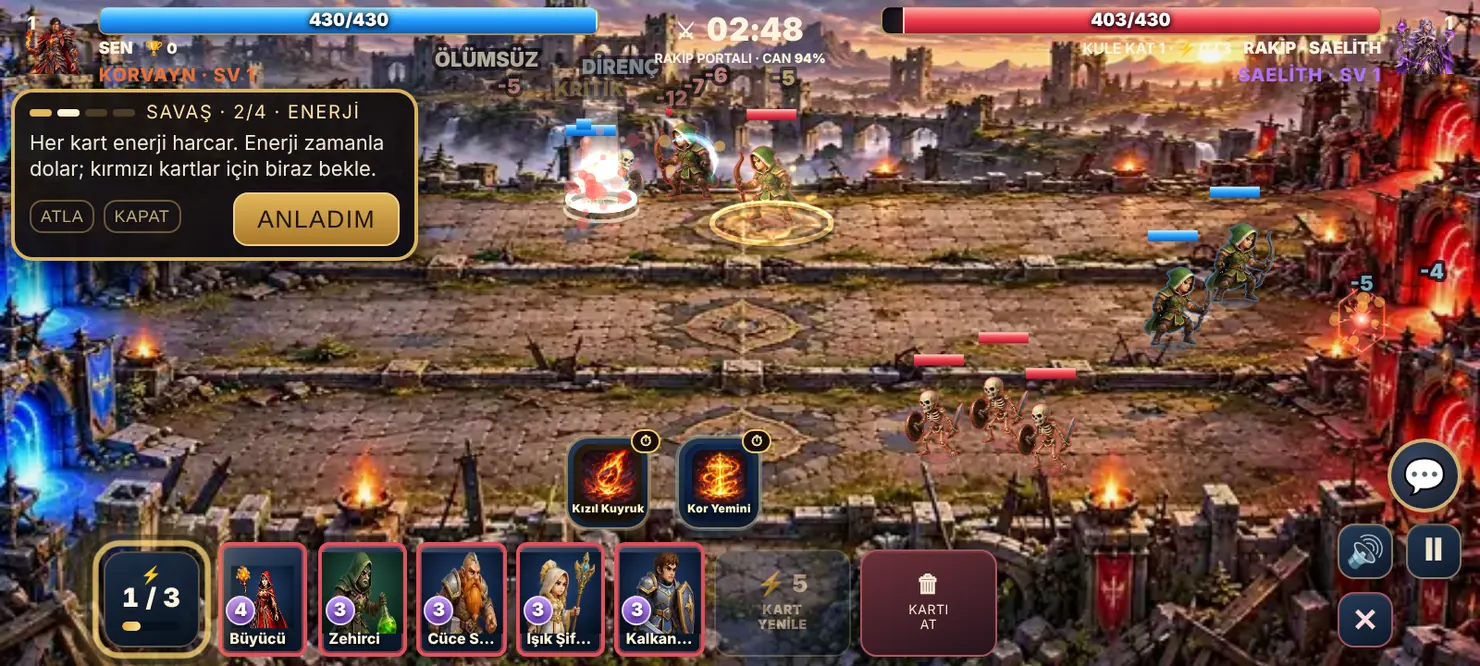 1
430/430
SEN 🏆 0
KORVAYN · SV 1
02:48
RAKİP PORTALI · CAN 94%
403/430
1
KULE KAT 1 ·
RAKİP · SAELİTH
SAELİTH · SV 1
ÖLÜMSÜZ
DİRENÇ
KRİTİK
-5
-12
-7
-6
-5
SAVAŞ · 2/4 · ENERJİ
Her kart enerji harcar. Enerji zamanla
dolar; kırmızı kartlar için biraz bekle.
ATLA
KAPAT
ANLADIM
-5
-4
Kızıl Kuyruk
Kor Yemini
1 / 3
4
Büyücü
3
Zehirci
3
Cüce S...
3
Işık Şif...
3
Kalkan...
5
KART
YENİLE
KARTI
AT